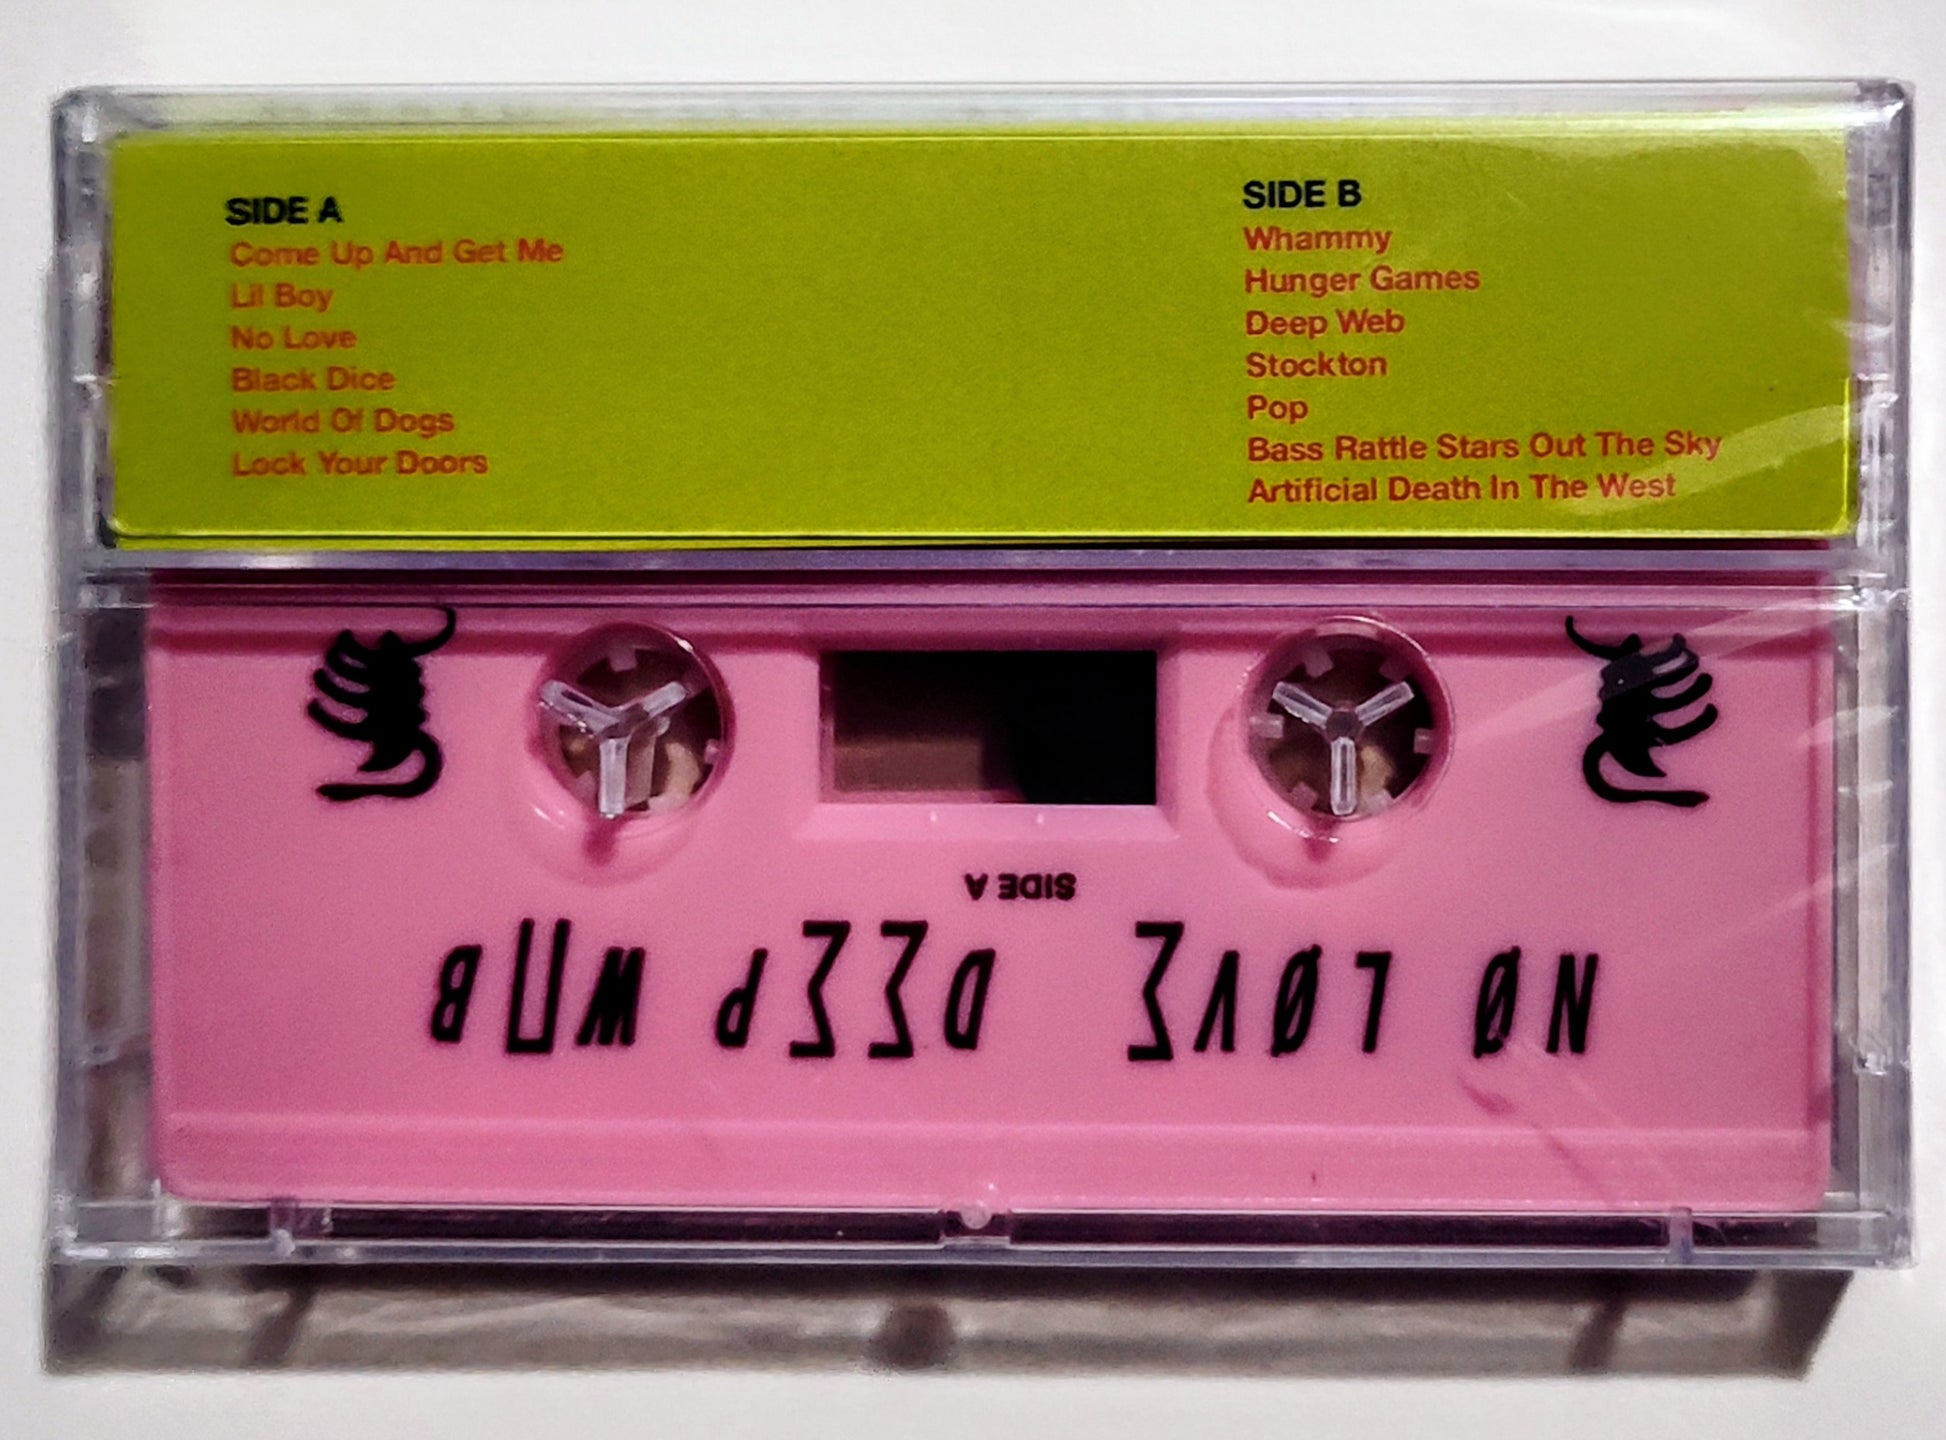 SIDE A
Come Up And Get Me
Lil Boy
No Love
Black Dice
World Of Dogs
Lock Your Doors
SIDE B
Whammy
Hunger Games
Deep Web
Stockton
Pop
Bass Rattle Stars Out The Sky
Artificial Death In The West
NØ LØVΣ DΣΣP WΠB
SIDE A